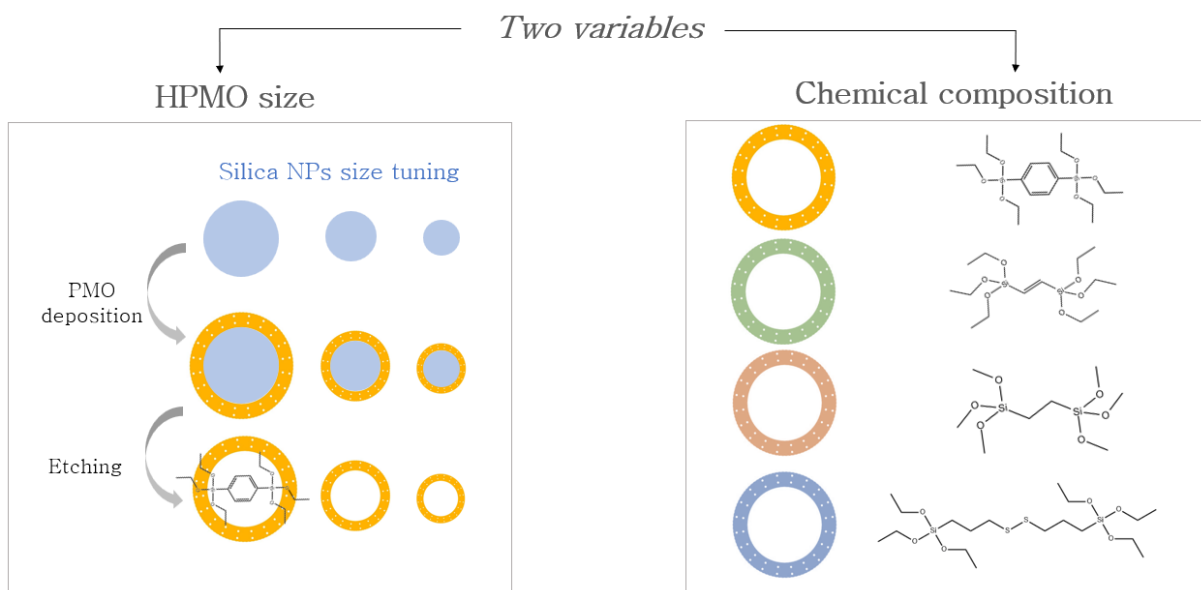 Two variables
HPMO size
Chemical composition
Silica NPs size tuning
PMO
deposition
Etching